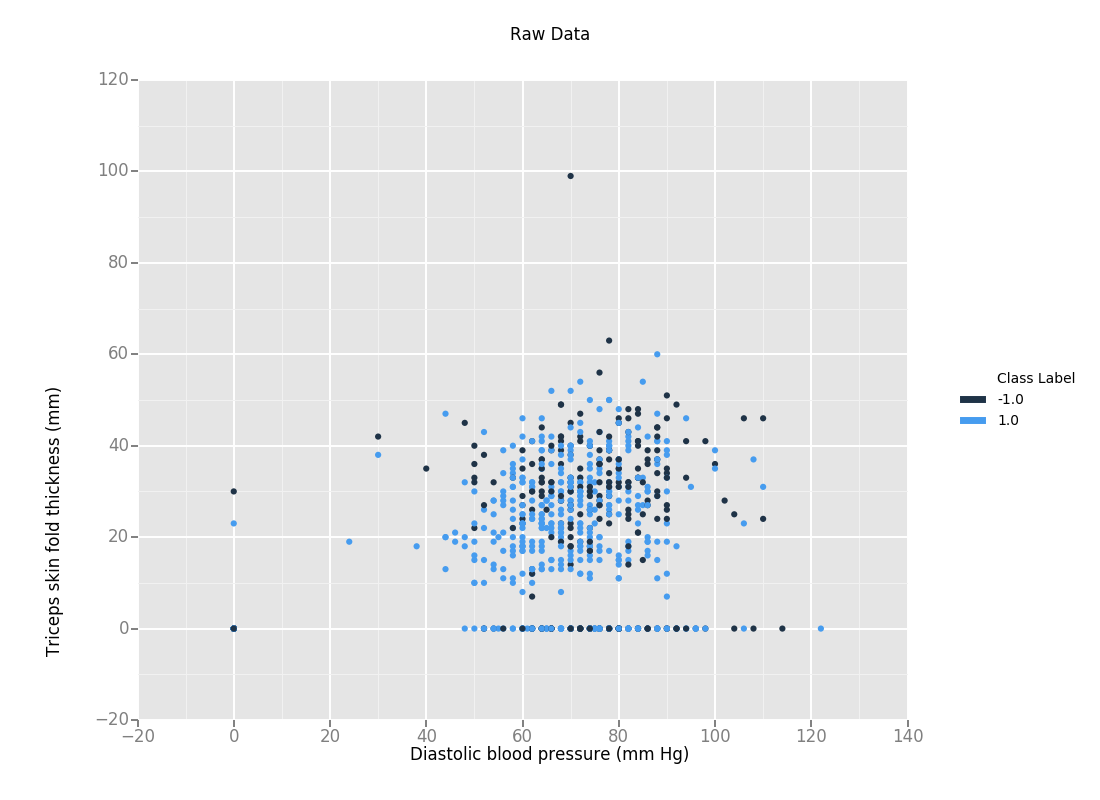 Raw Data
120
100
80
60
40
20
0
−20
−20 0 20 40 60 80 100 120 140
Diastolic blood pressure (mm Hg)
Triceps skin fold thickness (mm)
Class Label
-1.0
1.0